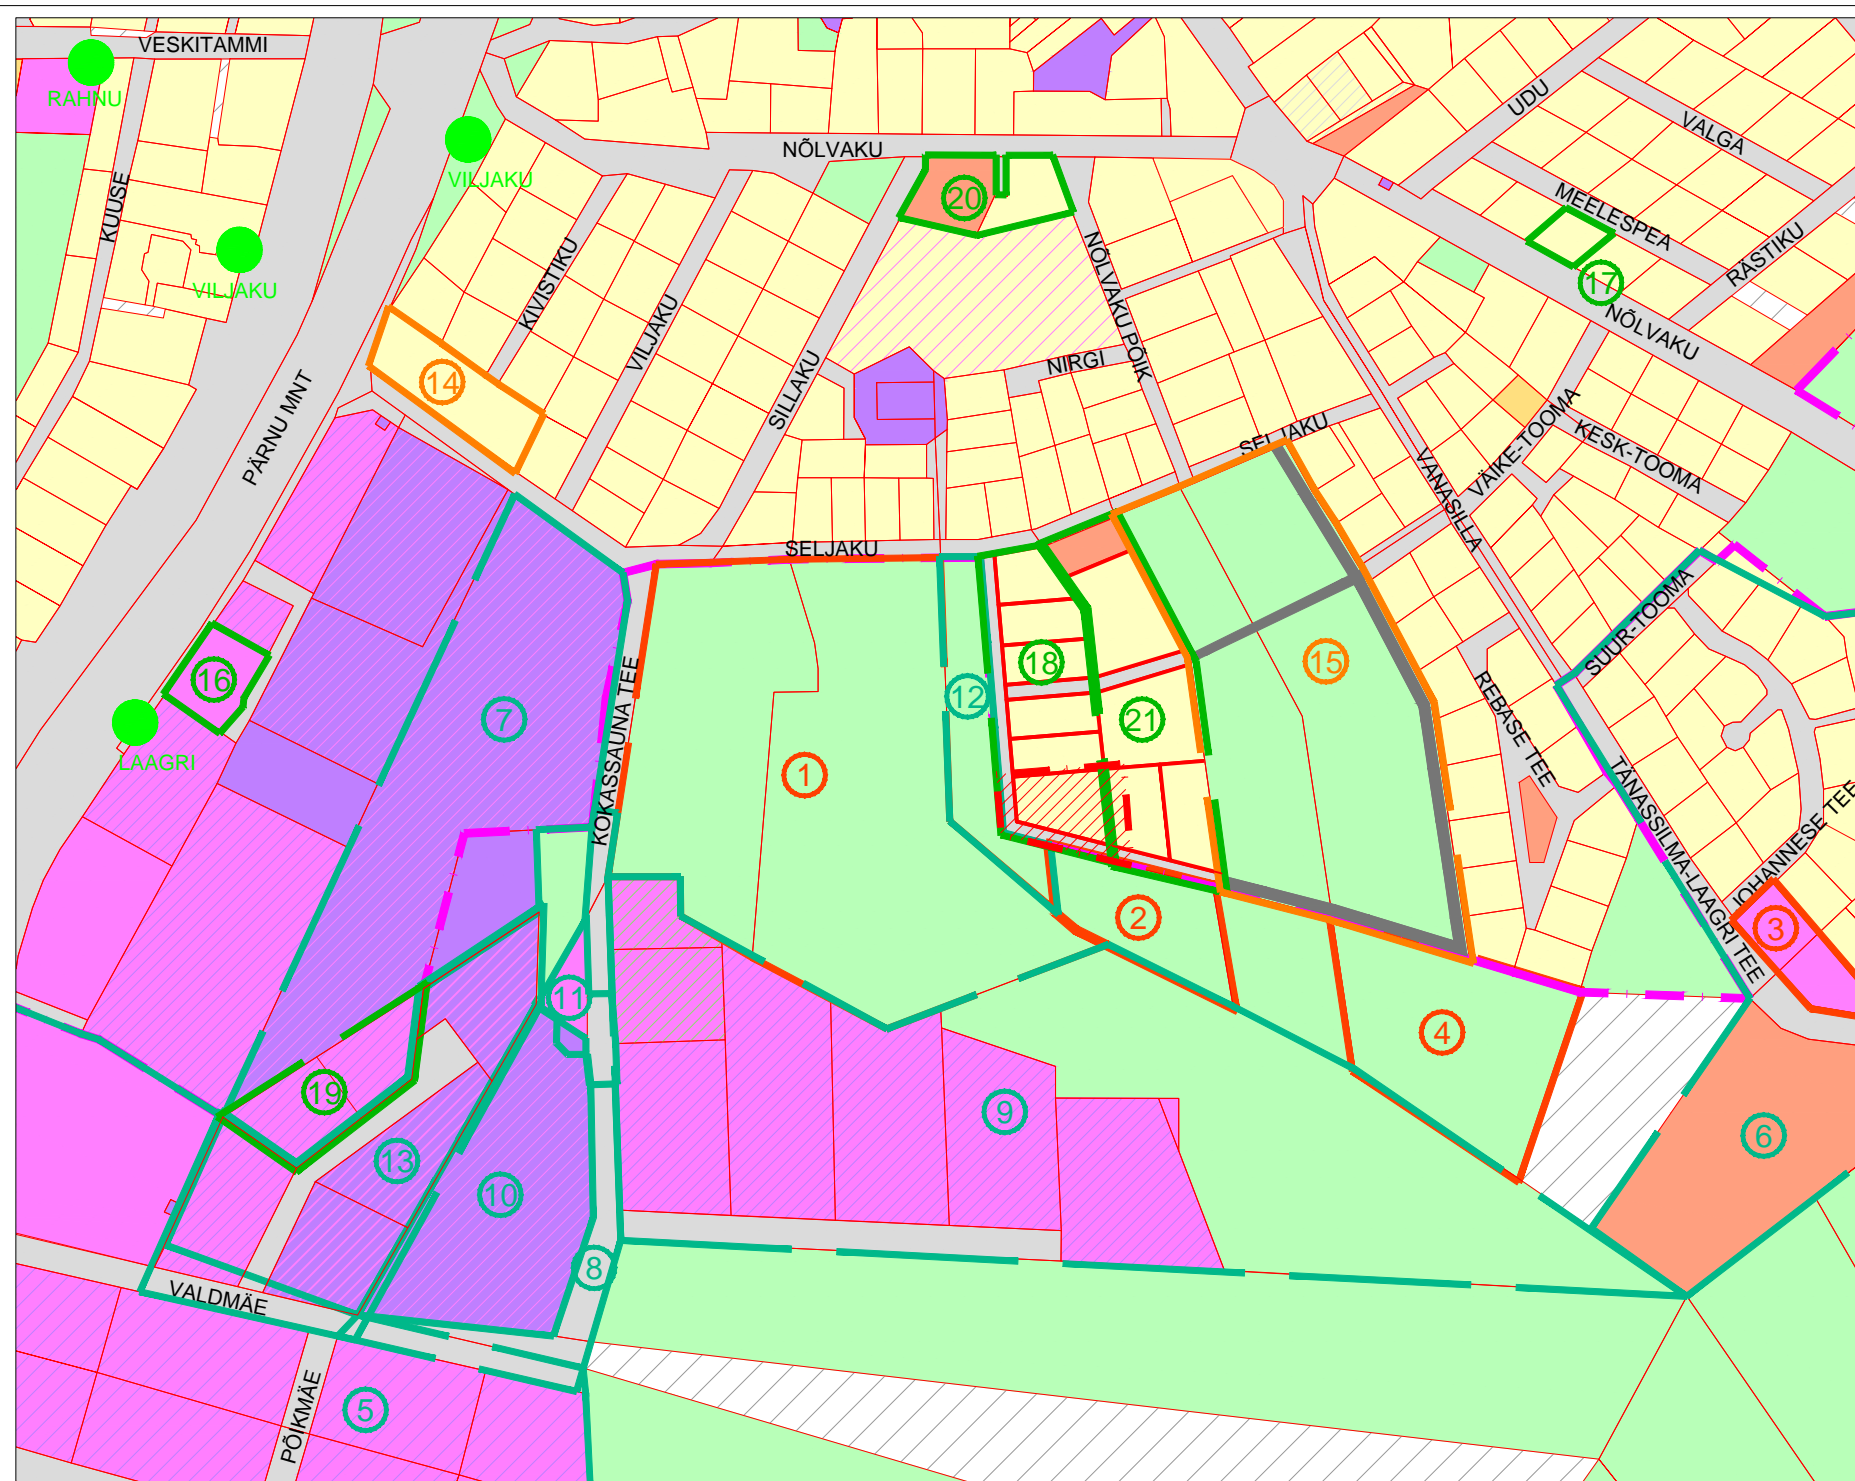 VESKITAMMI
RAHNU
KUUSE
VILJAKU
VILJAKU
NÕLVAKU
UDU
VALGA
MEELESPEA
RÄSTIKU
20
17
NÕLVAKU
KIVISTIKU
VILJAKU
SILLAKU
NÕLVAKU PÕIK
NIRGI
14
PÄRNU MNT
SELJAKU
VANASILLA
VÄIKE-TOOMA
KESK-TOOMA
SELJAKU
SUUR-TOOMA
16
7
KOKASSAUNA TEE
1
12
18
21
15
REBASE TEE
LAAGRI
TÄNASSILMA-LAAGRI TEE
JOHANNESE TEE
2
3
11
4
19
9
6
13
10
8
VALDMÄE
PÕIKMÄE
5